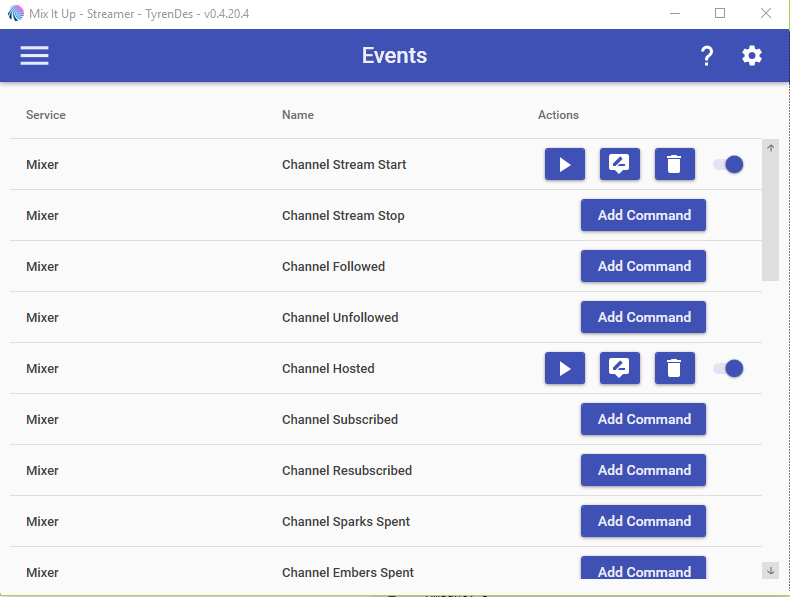 Mix It Up - Streamer - TyrenDes - v0.4.20.4
Events
?
Service Name Actions
Mixer Channel Stream Start
Mixer Channel Stream Stop Add Command
Mixer Channel Followed Add Command
Mixer Channel Unfollowed Add Command
Mixer Channel Hosted
Mixer Channel Subscribed Add Command
Mixer Channel Resubscribed Add Command
Mixer Channel Sparks Spent Add Command
Mixer Channel Embers Spent Add Command